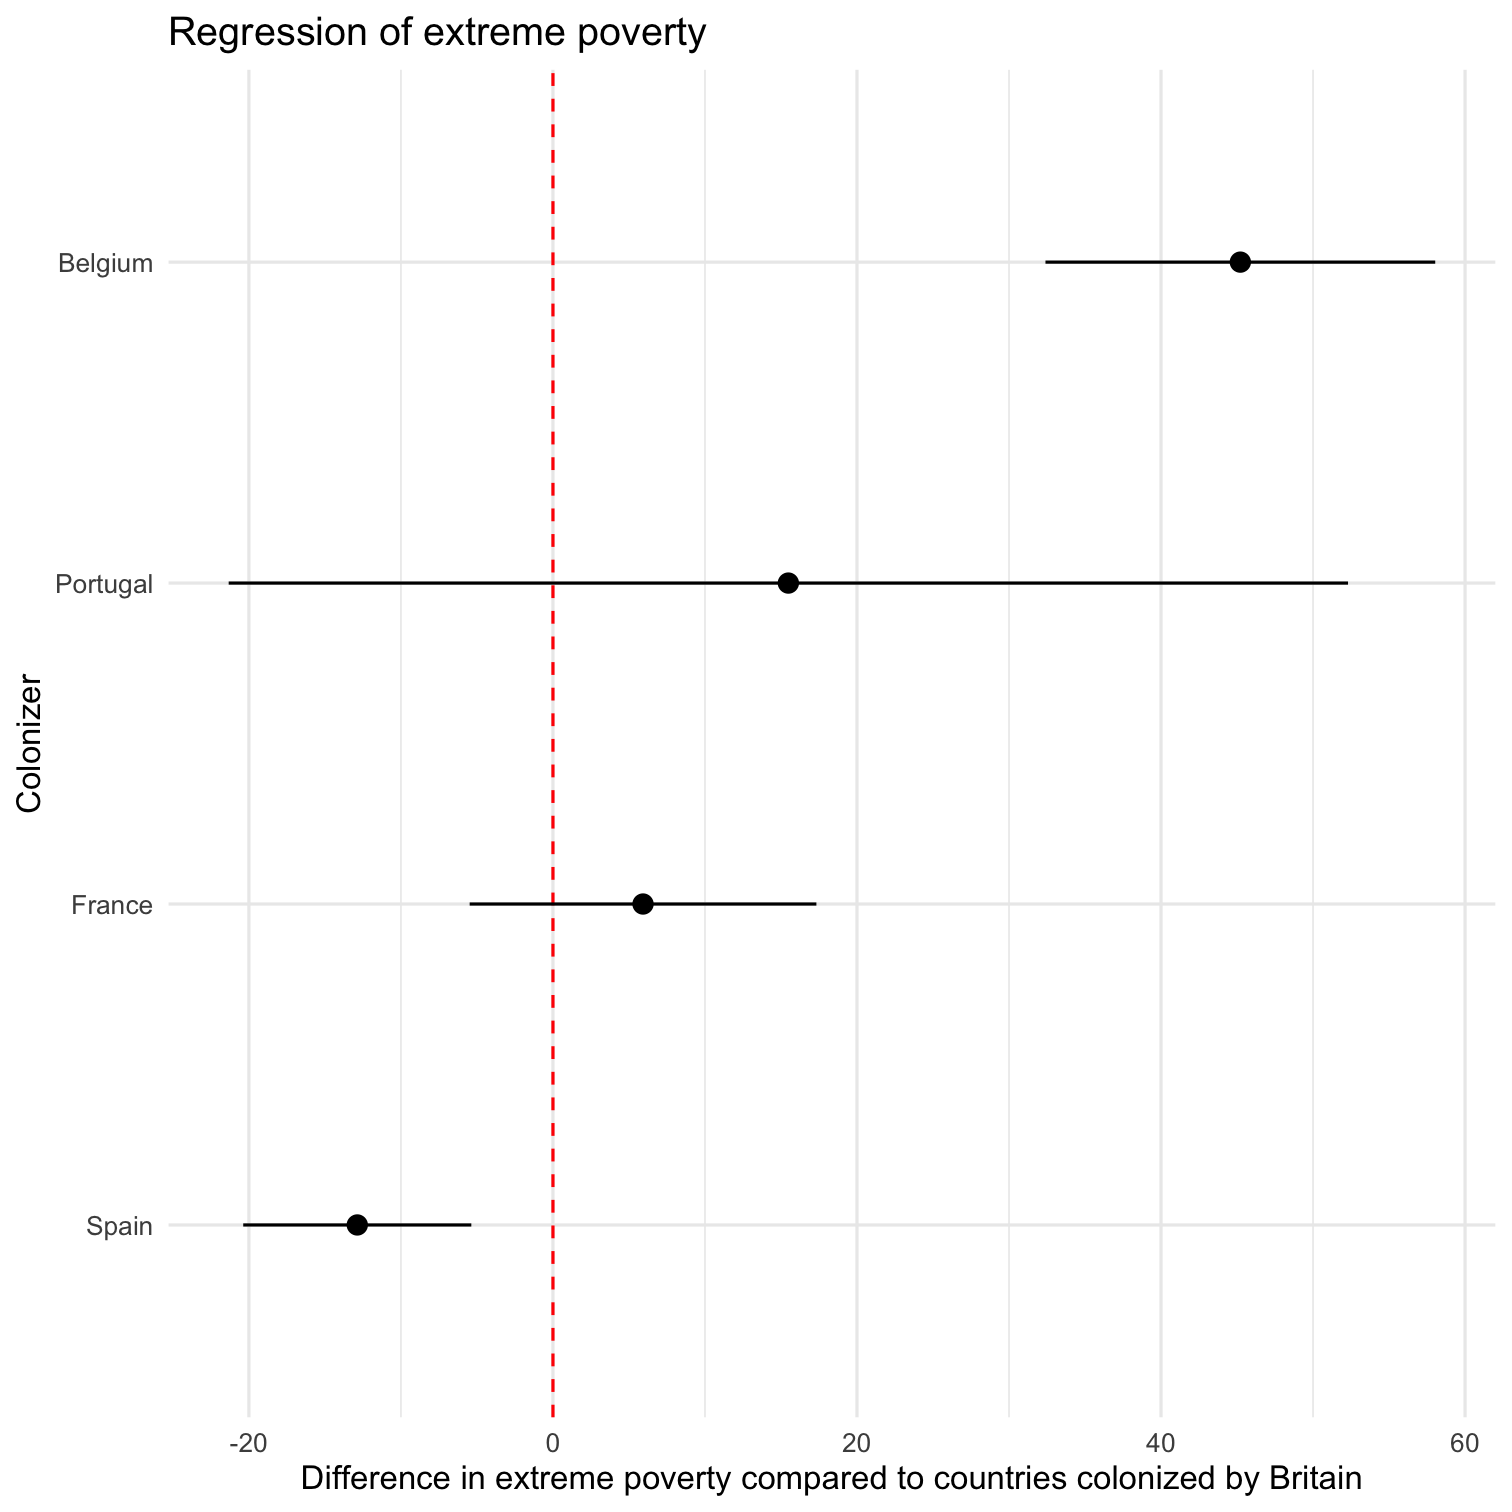 Regression of extreme poverty
Colonizer
Belgium
Portugal
France
Spain
-20 0 20 40 60
Difference in extreme poverty compared to countries colonized by Britain